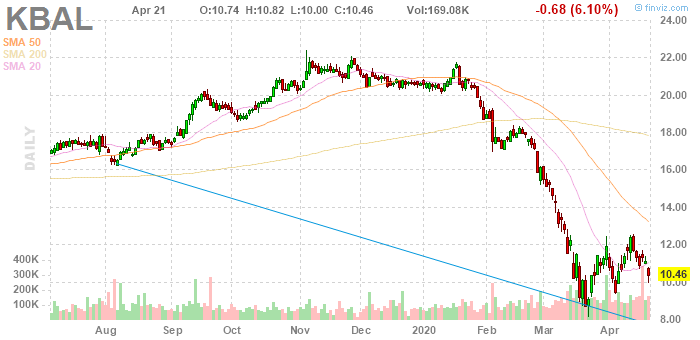 KBAL
Apr 21
O:10.74 H:10.82 L:10.00 C:10.46 Vol:169.08K
-0.68 (6.10%)
© finviz.com
SMA 50
SMA 200
SMA 20
DAILY
24.00
22.00
20.00
18.00
16.00
14.00
12.00
10.46
10.00
8.00
400K
300K
200K
100K
Aug Sep Oct Nov Dec 2020 Feb Mar Apr